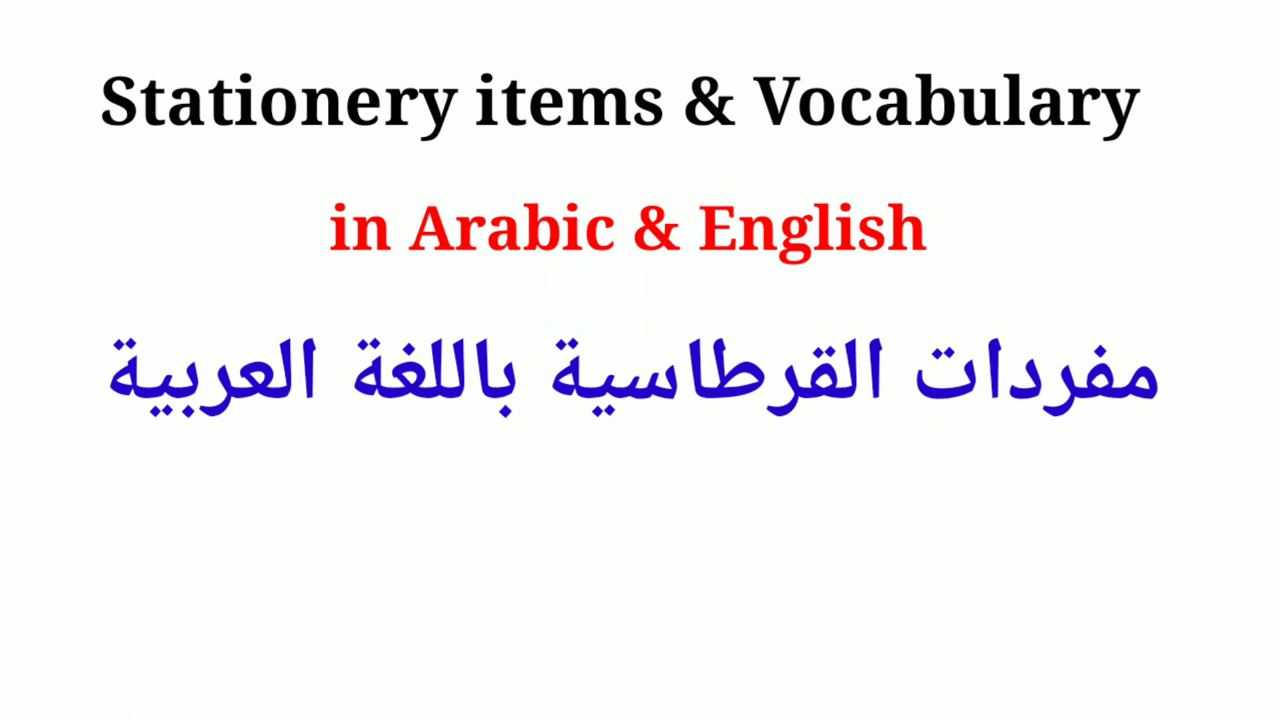 Stationery items & Vocabulary
in Arabic & English
مفردات القرطاسية باللغة العربية